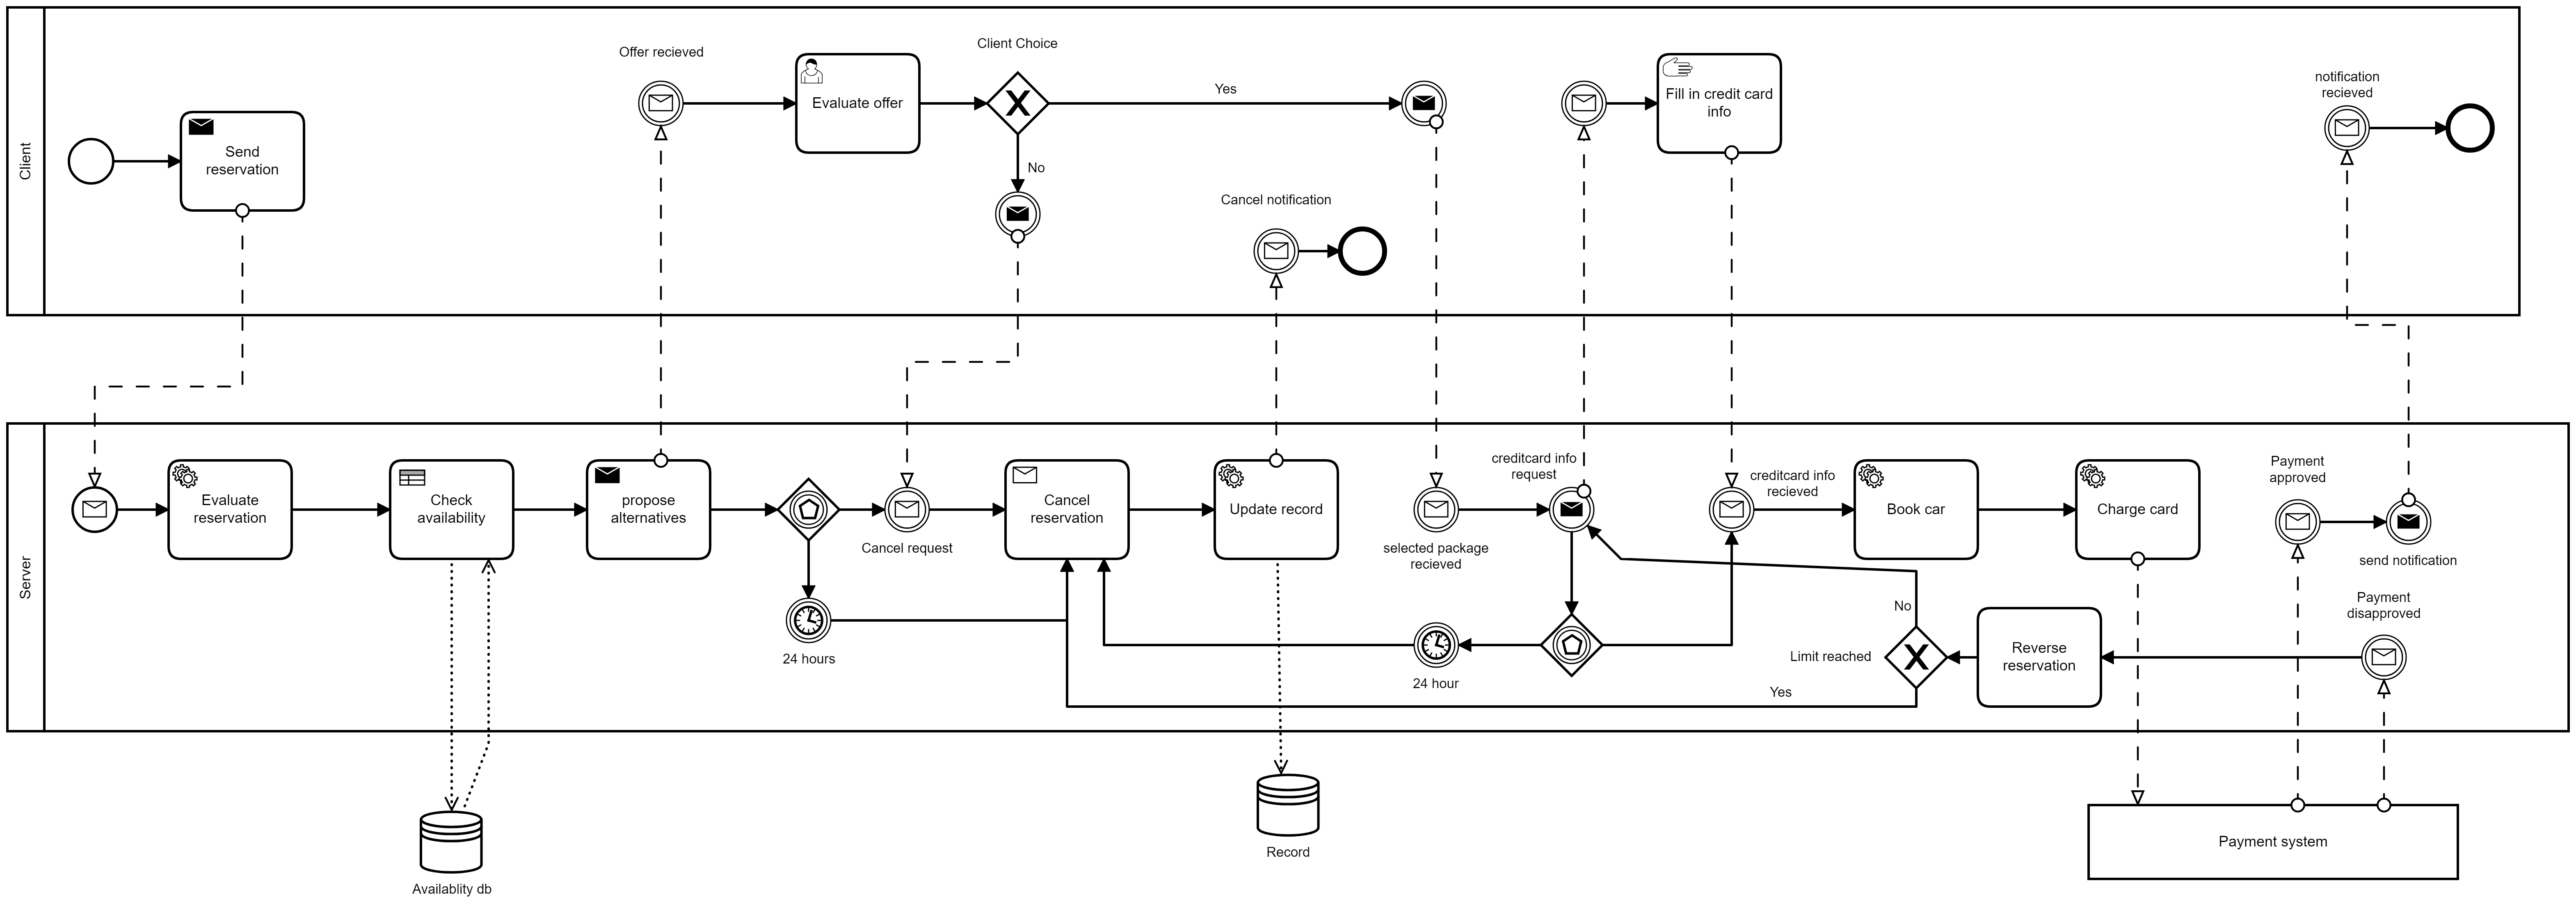 Client
Send
reservation
Offer recieved
Evaluate offer
Client Choice
Yes
No
Cancel notification
Fill in credit card
info
notification
recieved
Server
Evaluate
reservation
Check
availability
propose
alternatives
24 hours
Cancel request
Cancel
reservation
Update record
selected package
recieved
creditcard info
request
24 hour
creditcard info
recieved
Book car
Charge card
Payment
approved
send notification
Payment
disapproved
Reverse
reservation
Limit reached
No
Yes
Availablity db
Record
Payment system